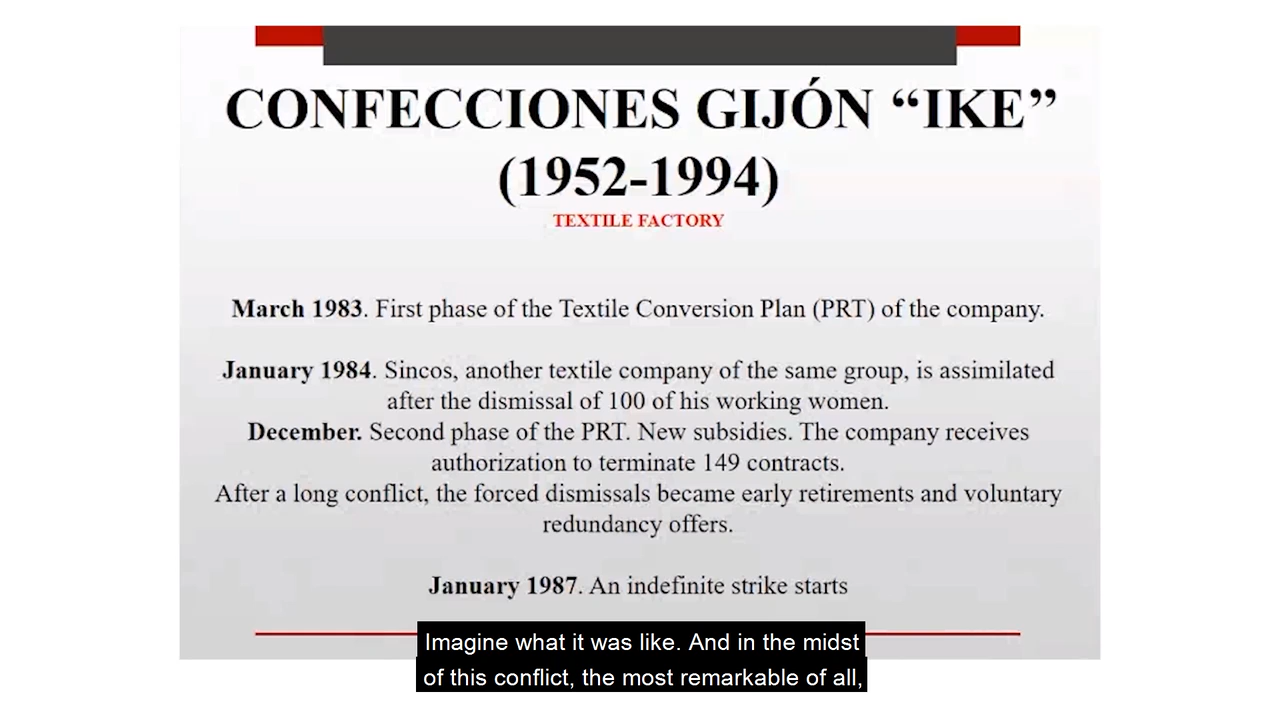 CONFECCIONES GIJÓN “IKE”
(1952-1994)
TEXTILE FACTORY
March 1983. First phase of the Textile Conversion Plan (PRT) of the company.
January 1984. Sincos, another textile company of the same group, is assimilated
after the dismissal of 100 of his working women.
December. Second phase of the PRT. New subsidies. The company receives
authorization to terminate 149 contracts.
After a long conflict, the forced dismissals became early retirements and voluntary
redundancy offers.
January 1987. An indefinite strike starts
Imagine what it was like. And in the midst
of this conflict, the most remarkable of all,